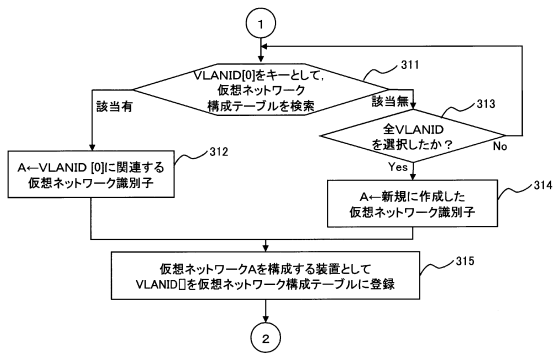 1
VLANID[0]をキーとして,
仮想ネットワーク
構成テーブルを検索
311
該当有
該当無
313
全VLANID
を選択したか？
No
Yes
A←VLANID [0]に関連する
仮想ネットワーク識別子
312
A←新規に作成した
仮想ネットワーク識別子
314
仮想ネットワークAを構成する装置として
VLANID[]を仮想ネットワーク構成テーブルに登録
315
2